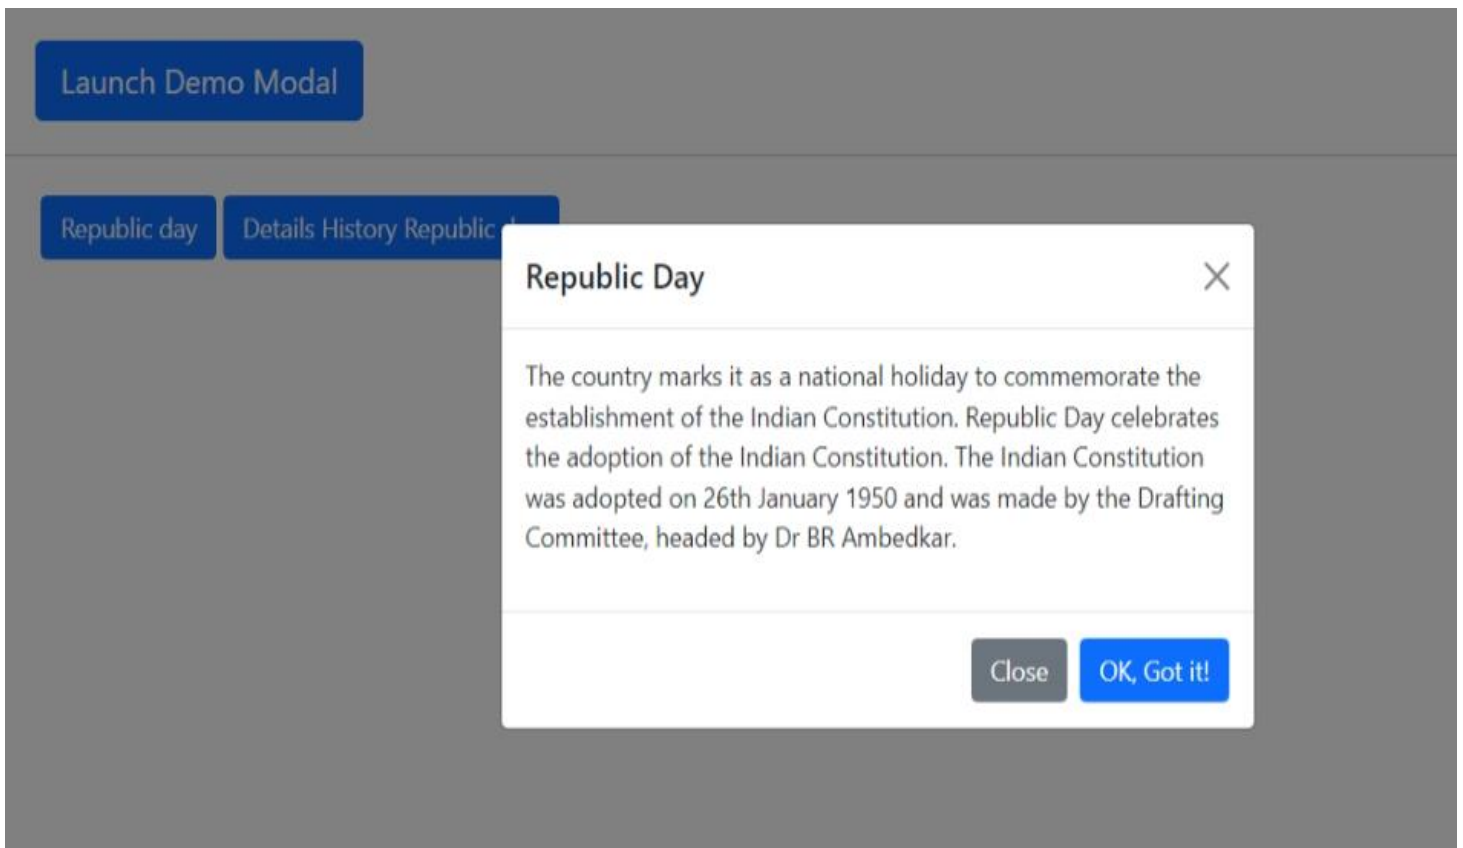 Launch Demo Modal
Republic day
Details History Republic
Republic Day
The country marks it as a national holiday to commemorate the
establishment of the Indian Constitution. Republic Day celebrates
the adoption of the Indian Constitution. The Indian Constitution
was adopted on 26th January 1950 and was made by the Drafting
Committee, headed by Dr BR Ambedkar.
Close
OK, Got it!